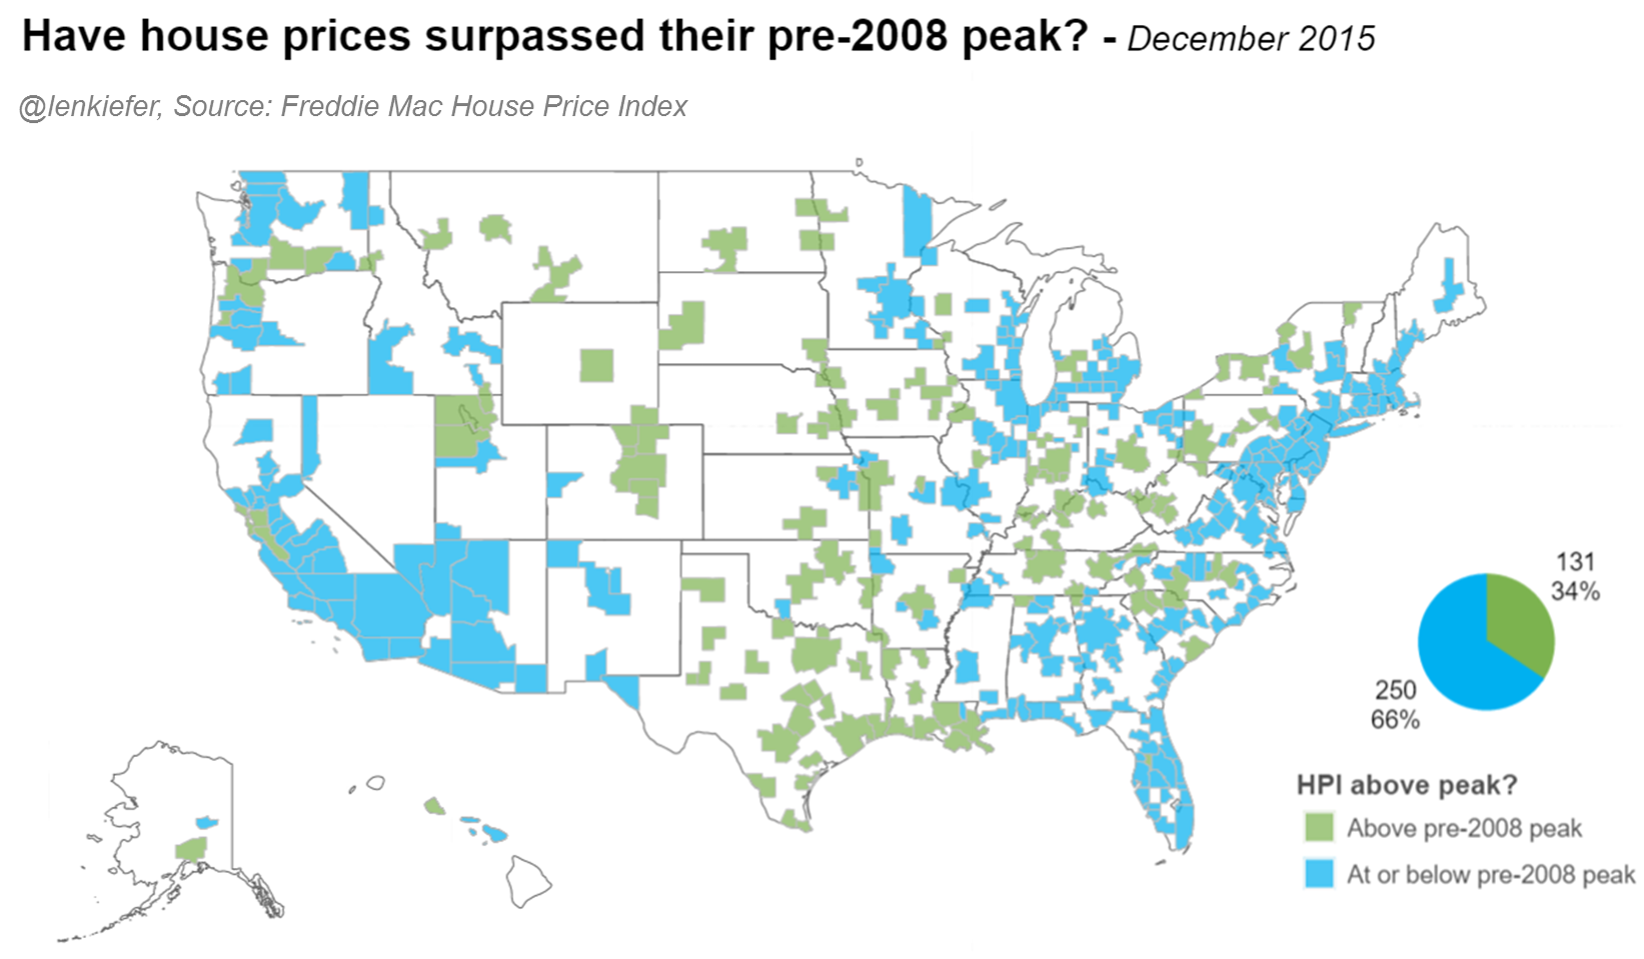 Have house prices surpassed their pre-2008 peak? - December 2015
@lenkiefer, Source: Freddie Mac House Price Index
131
34%
250
66%
HPI above peak?
Above pre-2008 peak
At or below pre-2008 peak